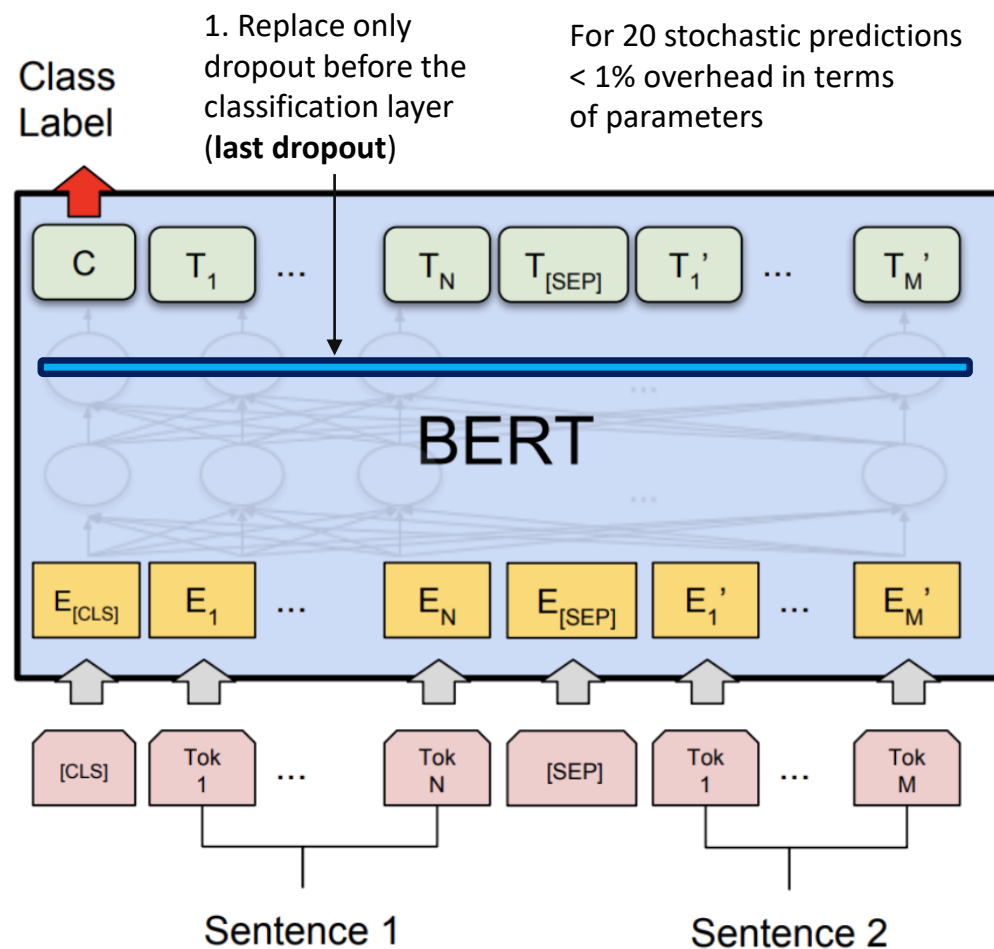 1. Replace only
dropout before the
classification layer
(last dropout)
For 20 stochastic predictions
< 1% overhead in terms
of parameters
Class
Label
C T1 ... TN T[SEP] T1’ ... TM’
...
BERT
...
E[CLS] E1 ... EN E[SEP] E1’ ... EM’
[CLS] Tok 1 ... Tok N [SEP] Tok 1 ... Tok M
Sentence 1 Sentence 2